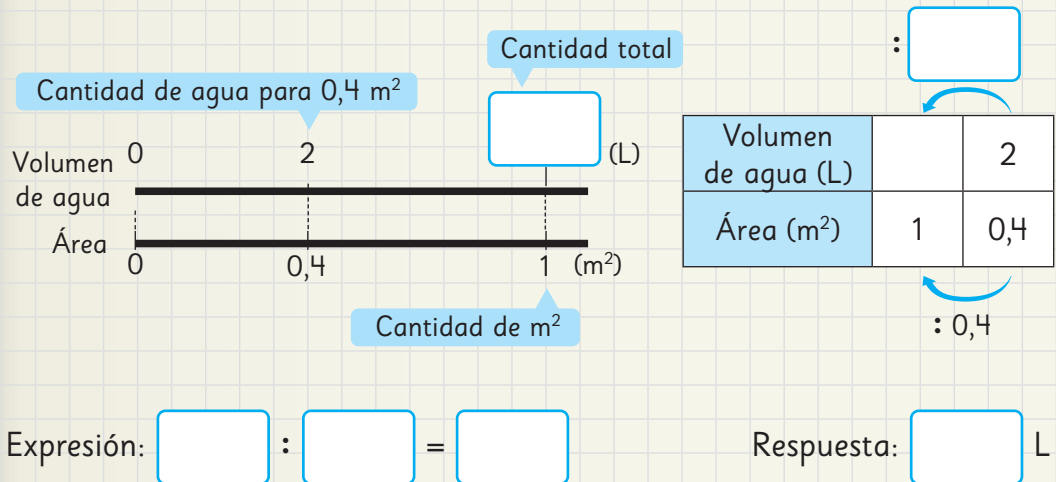 Cantidad total
Cantidad de agua para 0,4 m²
Volumen de agua
0 2 (L)
Área
0 0,4 1 (m²)
Cantidad de m²
:
Volumen de agua (L) 2
Área (m²) 1 0,4
: 0,4
Expresión: : =
Respuesta: L